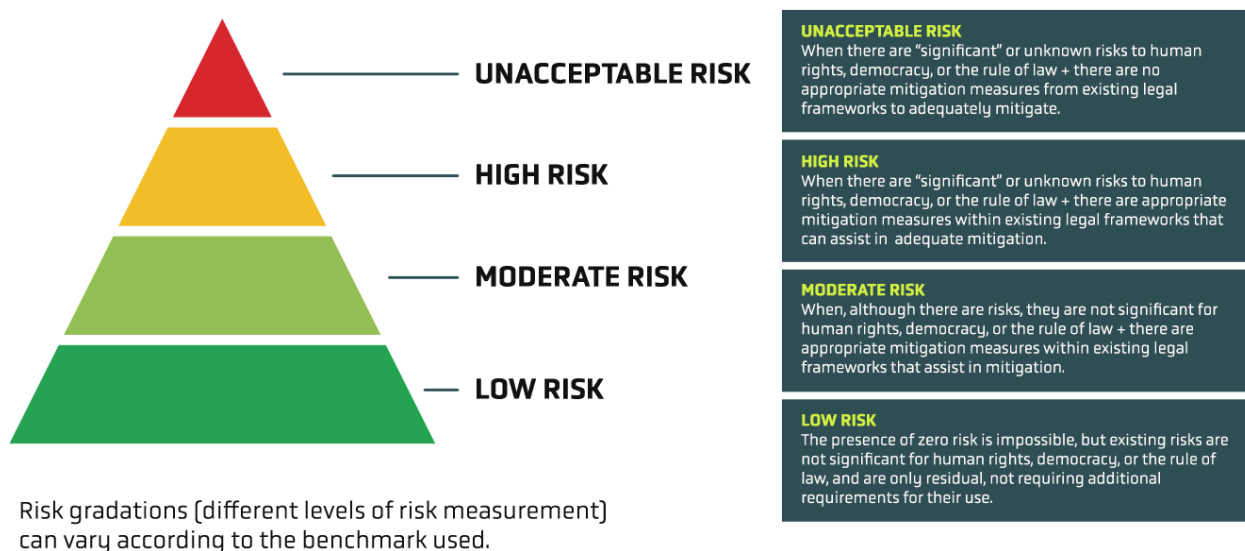 UNACCEPTABLE RISK
HIGH RISK
MODERATE RISK
LOW RISK
Risk gradations (different levels of risk measurement)
can vary according to the benchmark used.
UNACCEPTABLE RISK
When there are “significant” or unknown risks to human
rights, democracy, or the rule of law + there are no
appropriate mitigation measures from existing legal
frameworks to adequately mitigate.
HIGH RISK
When there are “significant” or unknown risks to human
rights, democracy, or the rule of law + there are appropriate
mitigation measures within existing legal frameworks that
can assist in adequate mitigation.
MODERATE RISK
When, although there are risks, they are not significant for
human rights, democracy, or the rule of law + there are
appropriate mitigation measures within existing legal
frameworks that assist in mitigation.
LOW RISK
The presence of zero risk is impossible, but existing risks are
not significant for human rights, democracy, or the rule of
law, and are only residual, not requiring additional
requirements for their use.